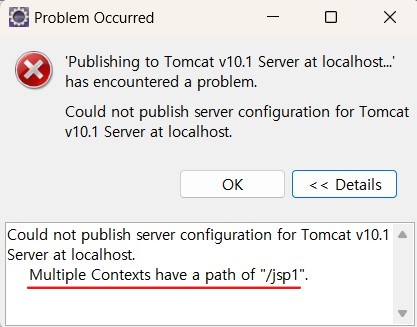 Problem Occurred
'Publishing to Tomcat v10.1 Server at localhost...'
has encountered a problem.
Could not publish server configuration for Tomcat
v10.1 Server at localhost.
OK
<< Details
Could not publish server configuration for Tomcat v10.1
Server at localhost.
Multiple Contexts have a path of "/jsp1".